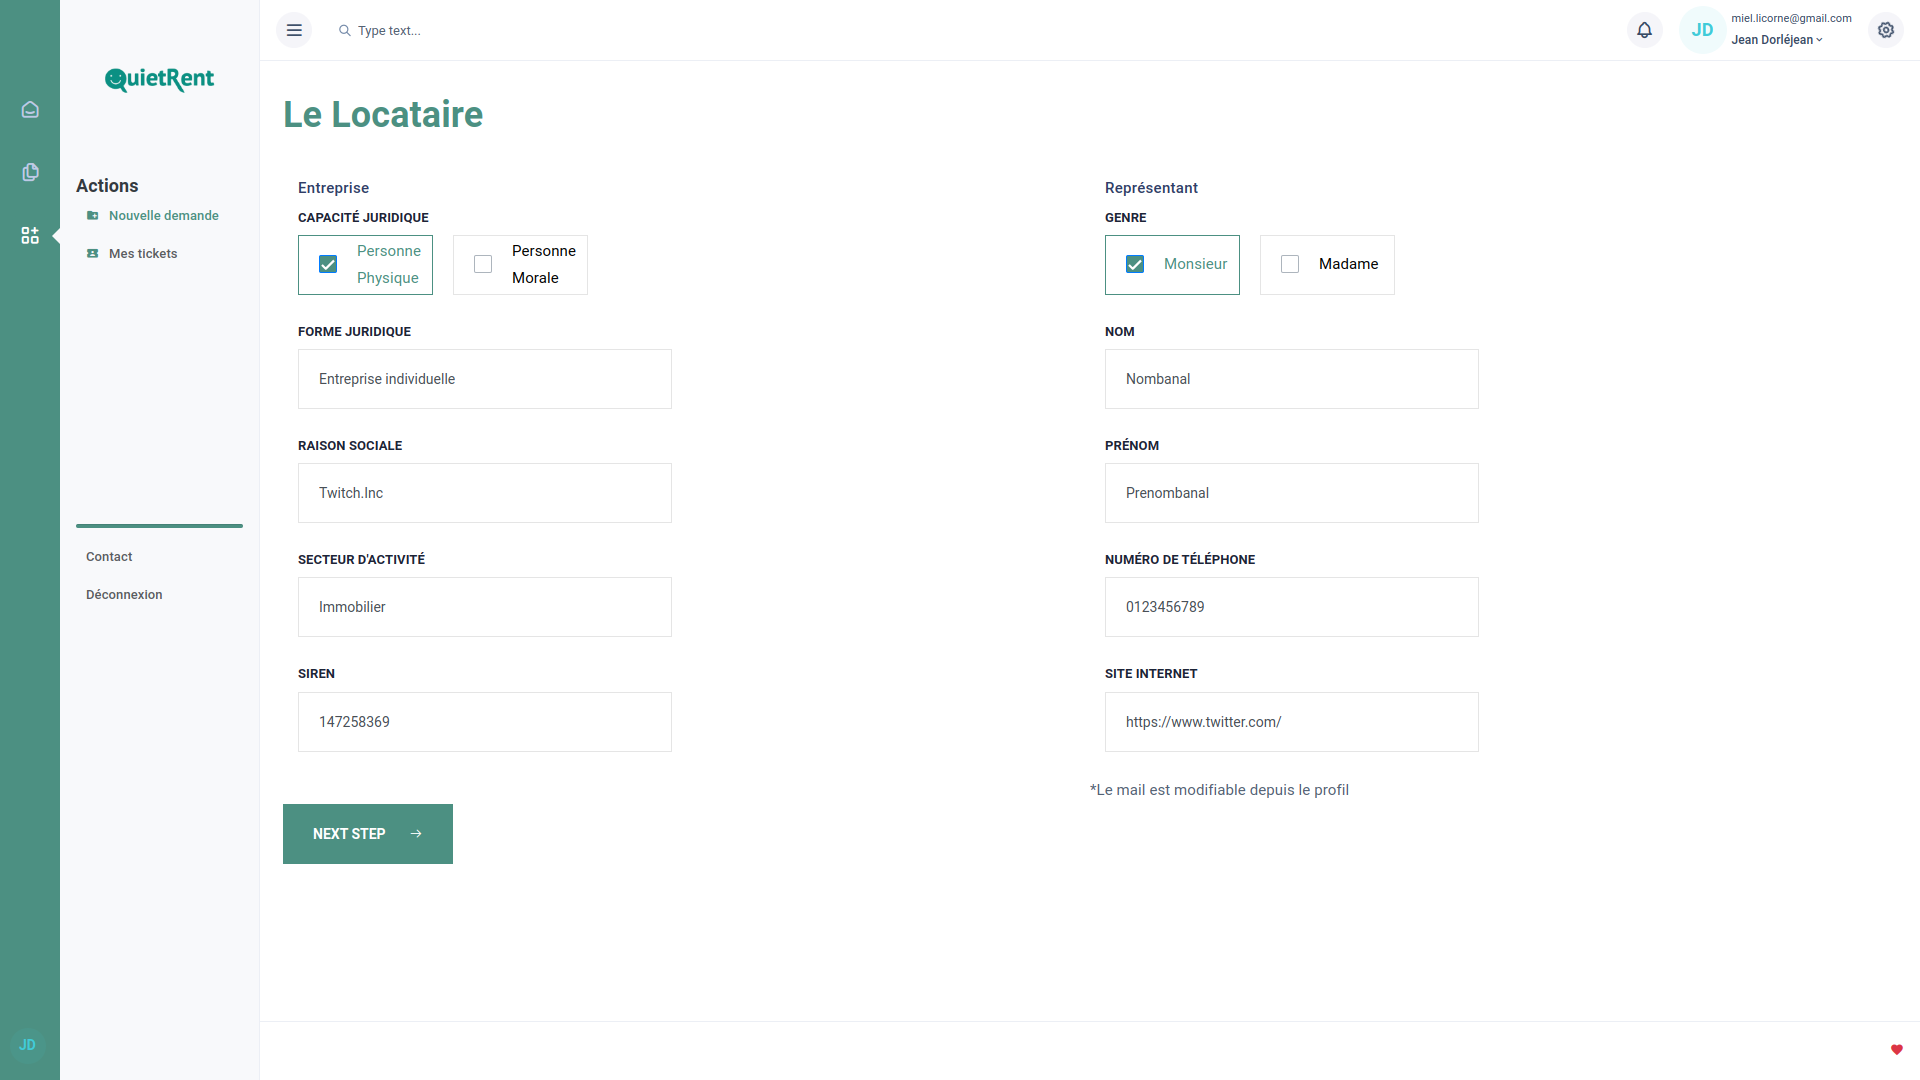 Type text...
miel.licorne@gmail.com
JD
Jean Dorléjean
QuietRent
Le Locataire
Actions
Nouvelle demande
Mes tickets
Contact
Déconnexion
JD
Entreprise
CAPACITÉ JURIDIQUE
Personne
Physique
Personne
Morale
FORME JURIDIQUE
Entreprise individuelle
RAISON SOCIALE
Twitch.Inc
SECTEUR D'ACTIVITÉ
Immobilier
SIREN
147258369
NEXT STEP
Représentant
GENRE
Monsieur
Madame
NOM
Nombanal
PRÉNOM
Prenombanal
NUMÉRO DE TÉLÉPHONE
0123456789
SITE INTERNET
https://www.twitter.com/
*Le mail est modifiable depuis le profil